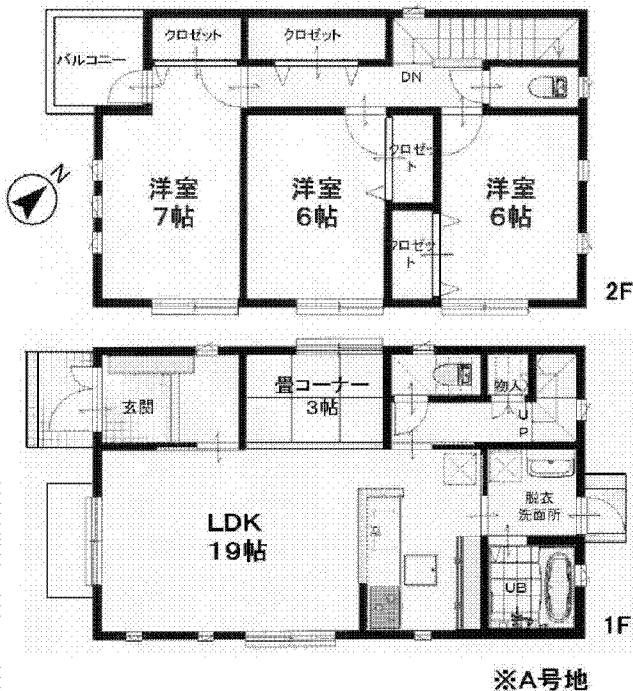 クロゼット
クロゼット
バルコニー
DN
クロゼット
洋室
7帖
洋室
6帖
洋室
6帖
クロゼット
N
2F
玄関
畳コーナー
3帖
物入
UP
LDK
19帖
脱衣
洗面所
UB
1F
※A号地